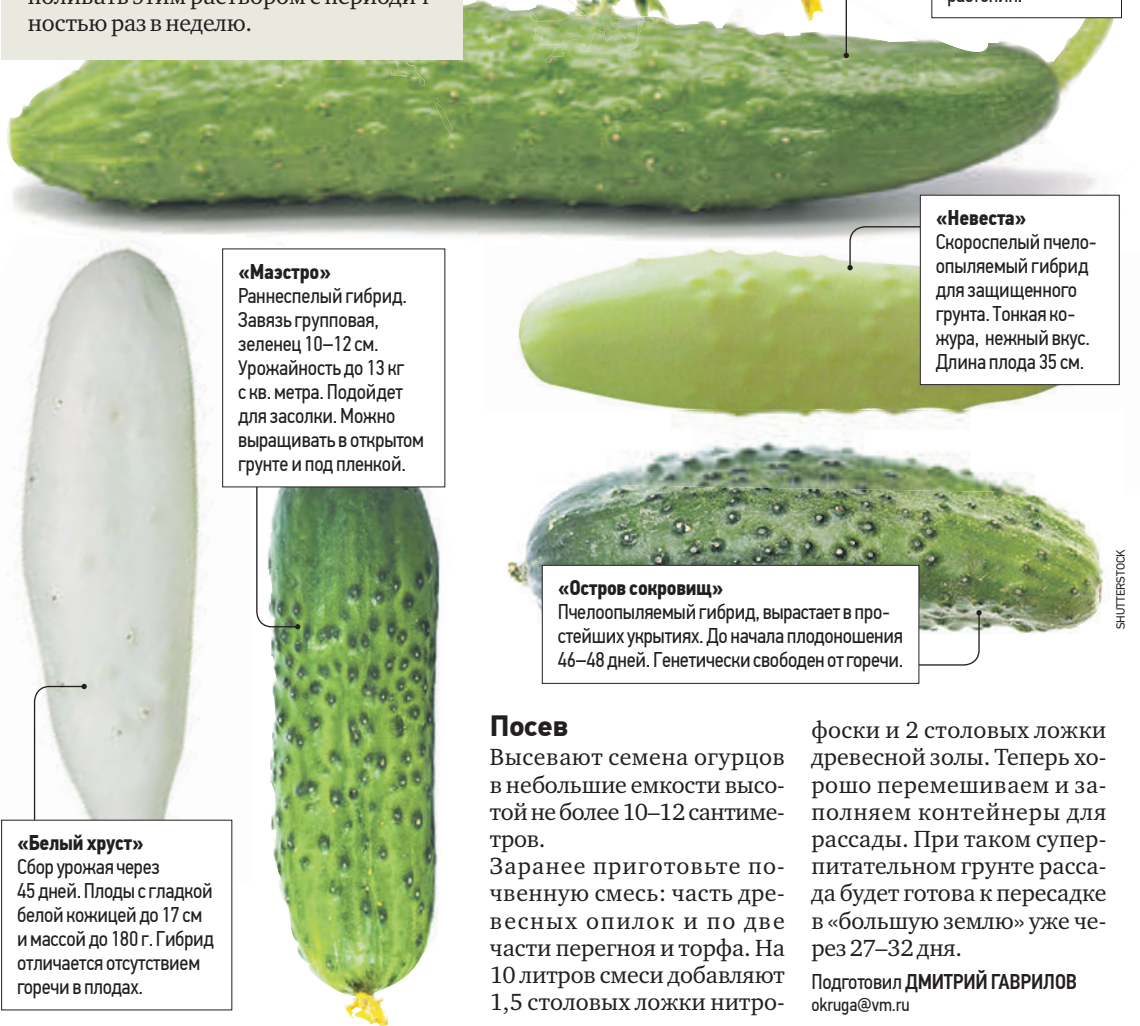 поливать этим раствором с периодич-
ностью раз в неделю.
растения.
«Невеста»
Скороспелый пчело-
опыляемый гибрид
для защищенного
грунта. Тонкая ко-
жура, нежный вкус.
Длина плода 35 см.
«Маэстро»
Раннеспелый гибрид.
Завязь групповая,
зеленец 10–12 см.
Урожайность до 13 кг
с кв. метра. Подойдет
для засолки. Можно
выращивать в открытом
грунте и под пленкой.
«Остров сокровищ»
Пчелоопыляемый гибрид, вырастает в про-
стейших укрытиях. До начала плодоношения
46–48 дней. Генетически свободен от горечи.
SHUTTERSTOCK
«Белый хруст»
Сбор урожая через
45 дней. Плоды с гладкой
белой кожицей до 17 см
и массой до 180 г. Гибрид
отличается отсутствием
горечи в плодах.
Посев
Высевают семена огурцов
в небольшие емкости высо-
той не более 10–12 сантиме-
тров.
Заранее приготовьте по-
чвенную смесь: часть дре-
весных опилок и по две
части перегноя и торфа. На
10 литров смеси добавляют
1,5 столовых ложки нитро-
фоски и 2 столовых ложки
древесной золы. Теперь хо-
рошо перемешиваем и за-
полняем контейнеры для
рассады. При таком супер-
питательном грунте расса-
да будет готова к пересадке
в «большую землю» уже че-
рез 27–32 дня.
Подготовил ДМИТРИЙ ГАВРИЛОВ
okruga@vm.ru